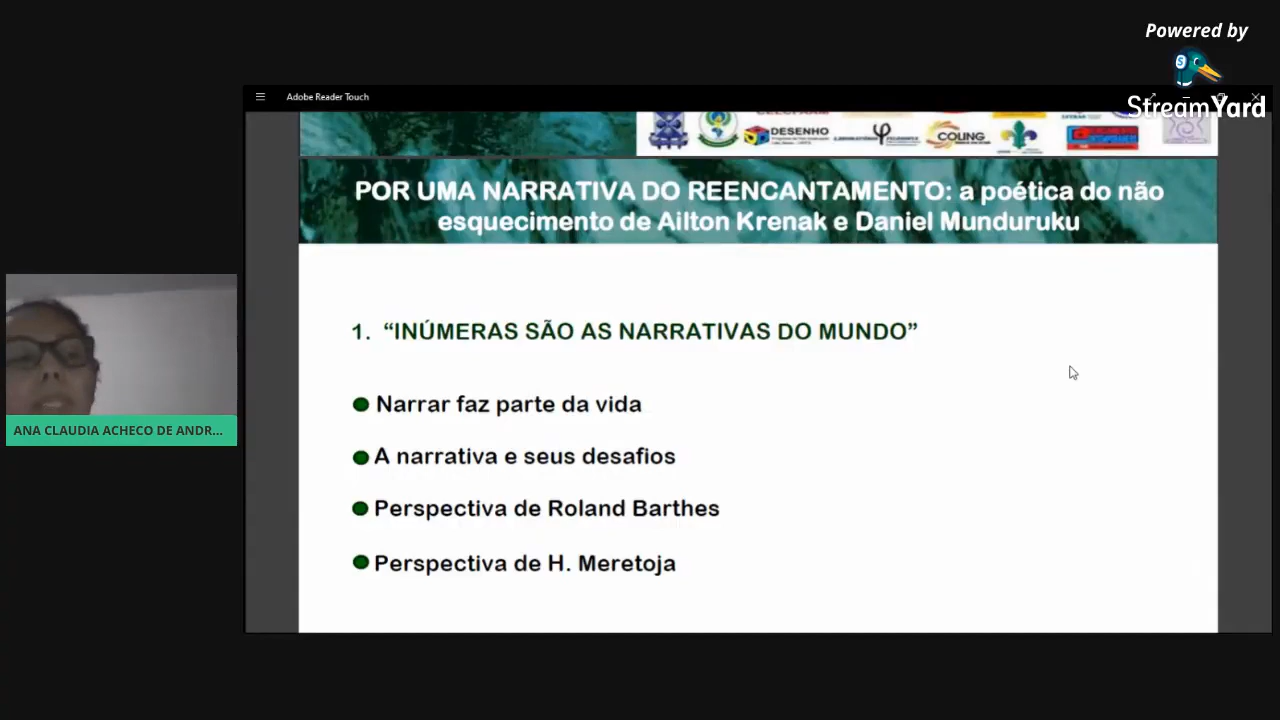 Powered by
StreamYard
Adobe Reader Touch
DESENHO
COLING
POR UMA NARRATIVA DO REENCANTAMENTO: a poética do não
esquecimento de Ailton Krenak e Daniel Munduruku
1. “INÚMERAS SÃO AS NARRATIVAS DO MUNDO”
Narrar faz parte da vida
A narrativa e seus desafios
Perspectiva de Roland Barthes
Perspectiva de H. Meretoja
ANA CLAUDIA ACHECO DE ANDR...